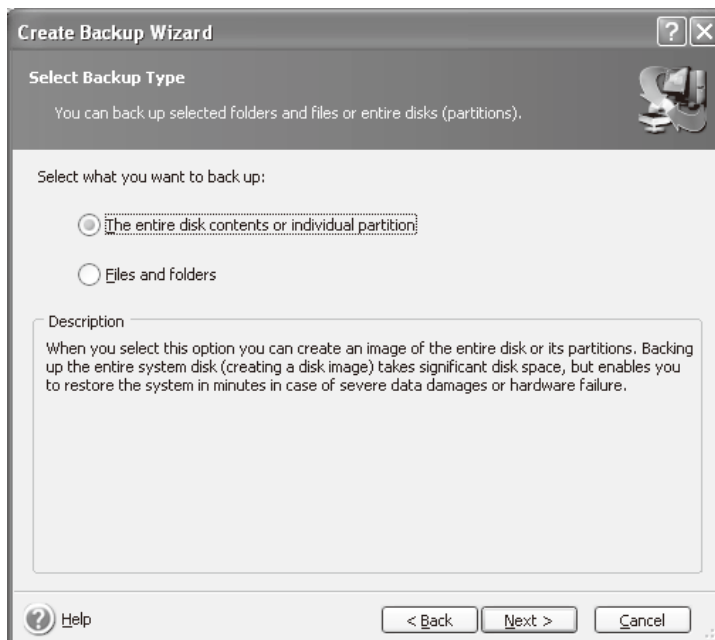 Create Backup Wizard
Select Backup Type
You can back up selected folders and files or entire disks (partitions).
Select what you want to back up:
The entire disk contents or individual partition
Files and folders
Description
When you select this option you can create an image of the entire disk or its partitions. Backing
up the entire system disk (creating a disk image) takes significant disk space, but enables you
to restore the system in minutes in case of severe data damages or hardware failure.
? Help
< Back
Next >
Cancel